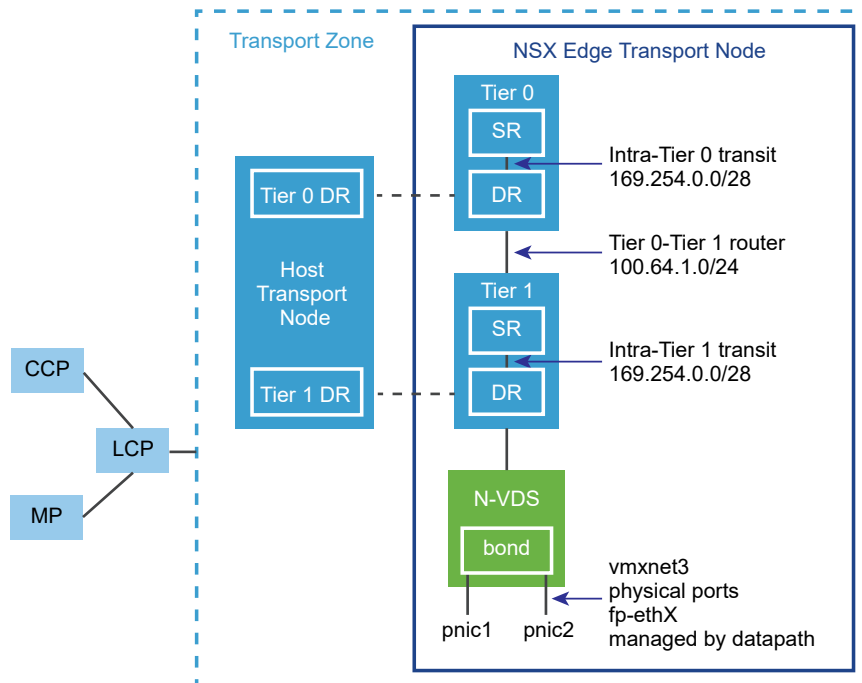 Transport Zone
NSX Edge Transport Node
Tier 0
SR
DR
Intra-Tier 0 transit
169.254.0.0/28
Tier 0 DR
Host
Transport
Node
Tier 1 DR
Tier 0-Tier 1 router
100.64.1.0/24
Tier 1
SR
DR
Intra-Tier 1 transit
169.254.0.0/28
CCP
LCP
MP
N-VDS
bond
pnic1
pnic2
vmxnet3
physical ports
fp-ethX
managed by datapath